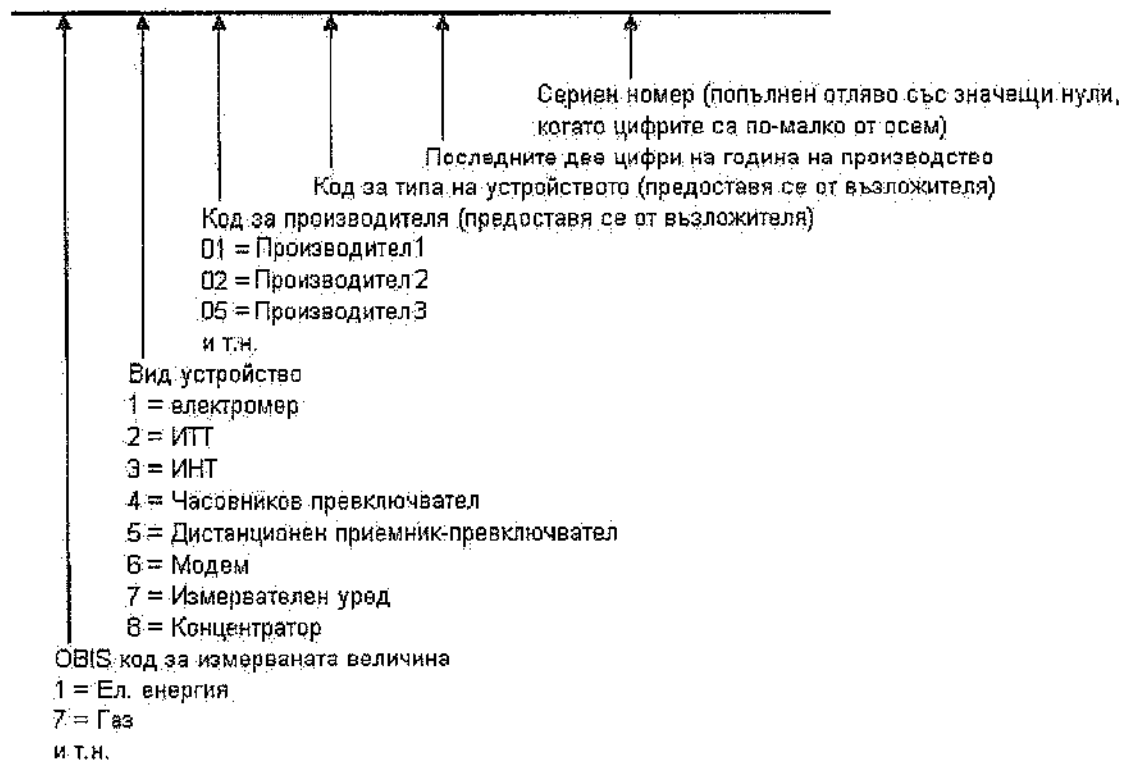 Сериен номер (попълнен отляво със значещи нули,
когато цифрите са по-малко от осем)
Последните две цифри на година на производство
Код за типа на устройството (предоставя се от възложителя)
Код за производителя (предоставя се от възложителя)
01 = Производител1
02 = Производител 2
05 = Производител3
и т.н.
Вид устройство
1 = електромер
2 = ИТТ
3 = ИНТ
4 = Часовников превключвател
5 = Дистанционен приемник-превключвател
6 = Модем
7 = Измервателен уред
8 = Концентратор
OBIS код за измерваната величина
1 = Ел. енергия
7 = Газ
и т.н.